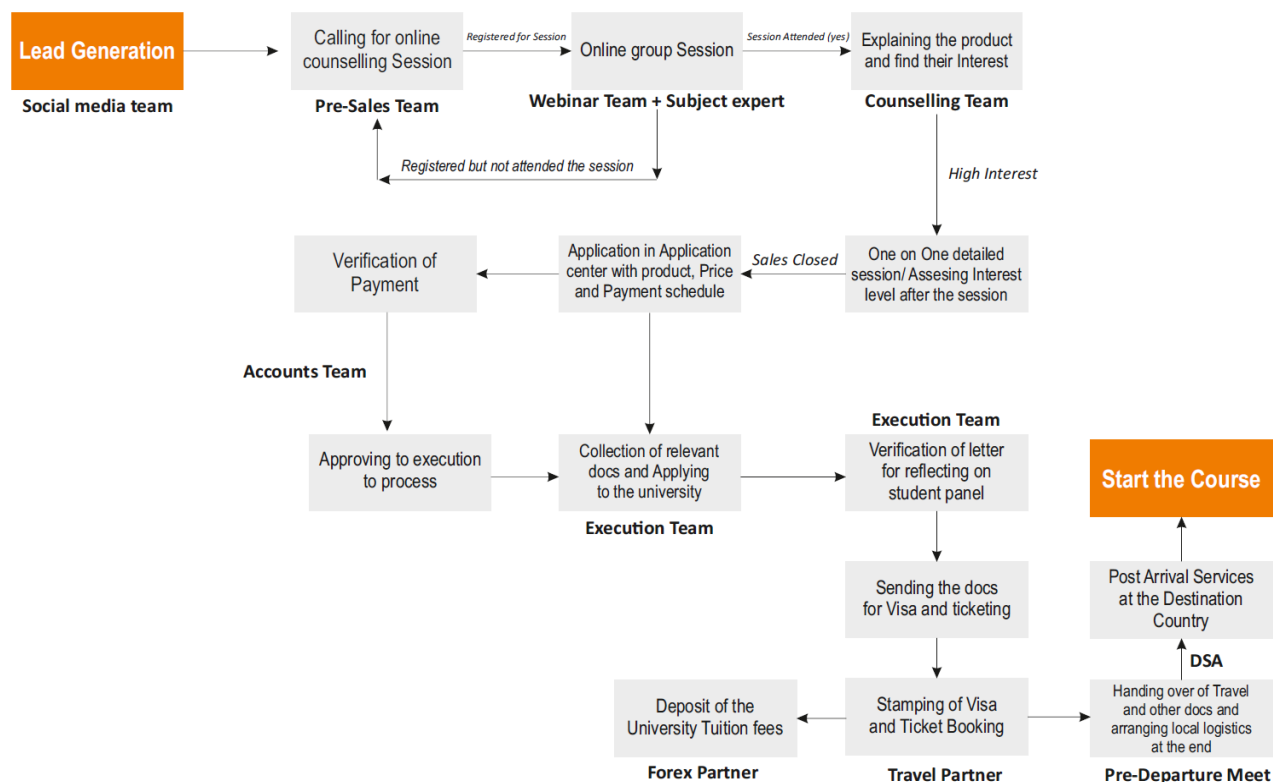 Lead Generation
Social media team
Calling for online
counselling Session
Pre-Sales Team
Registered for Session
Online group Session
Webinar Team + Subject expert
Session Attended (yes)
Explaining the product
and find their Interest
Counselling Team
Registered but not attended the session
High Interest
Verification of
Payment
Application in Application
center with product, Price
and Payment schedule
Sales Closed
One on One detailed
session/ Assesing Interest
level after the session
Accounts Team
Approving to execution
to process
Collection of relevant
docs and Applying
to the university
Execution Team
Execution Team
Verification of letter
for reflecting on
student panel
Start the Course
Sending the docs
for Visa and ticketing
Post Arrival Services
at the Destination
Country
DSA
Deposit of the
University Tuition fees
Forex Partner
Stamping of Visa
and Ticket Booking
Travel Partner
Handing over of Travel
and other docs and
arranging local logistics
at the end
Pre-Departure Meet